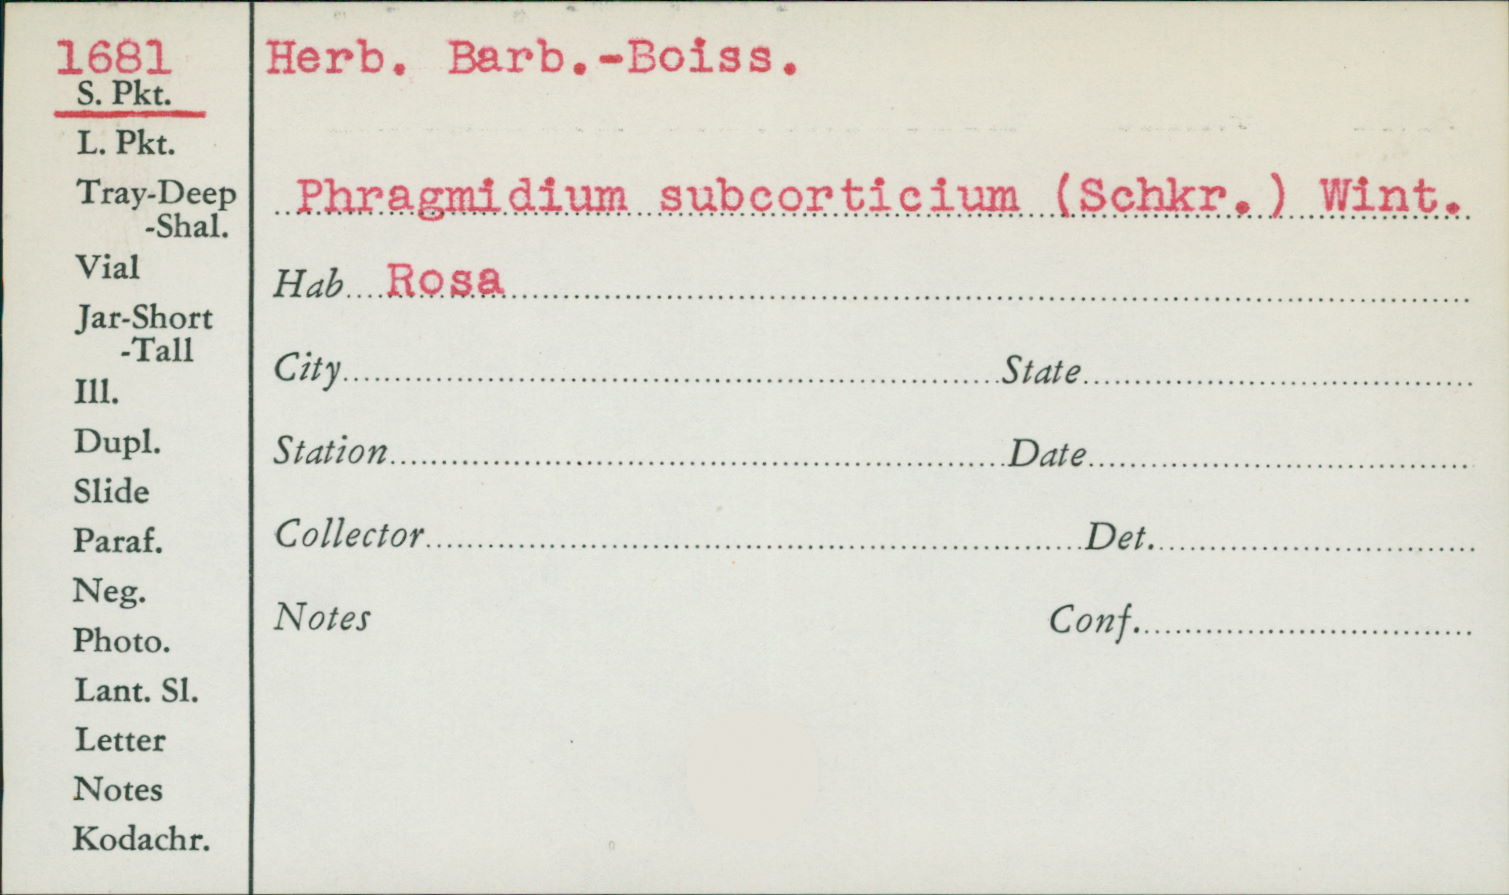 1681
S. Pkt.
L. Pkt.
Tray-Deep
-Shal.
Vial
Jar-Short
-Tall
Ill.
Dupl.
Slide
Paraf.
Neg.
Photo.
Lant. Sl.
Letter
Notes
Kodachr.
Herb. Barb.-Boiss.
Phragmidium subcorticium (Schkr.) Wint.
Hab Rosa
City State
Station Date
Collector Det.
Notes Conf.